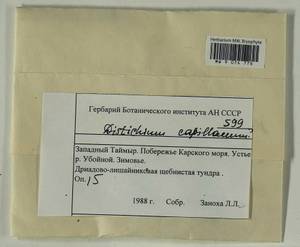 Herbarium MW, Bryophyta
Гербарий Ботанического института АН СССР
599
Distichium capillaceum
Западный Таймыр. Побережье Карского моря. Устье
р. Убойной. Зимовье.
Дриадово-лишайниковая щебнистая тундра.
Оп. 15
1988 г. Собр. Заноха Л.Л.